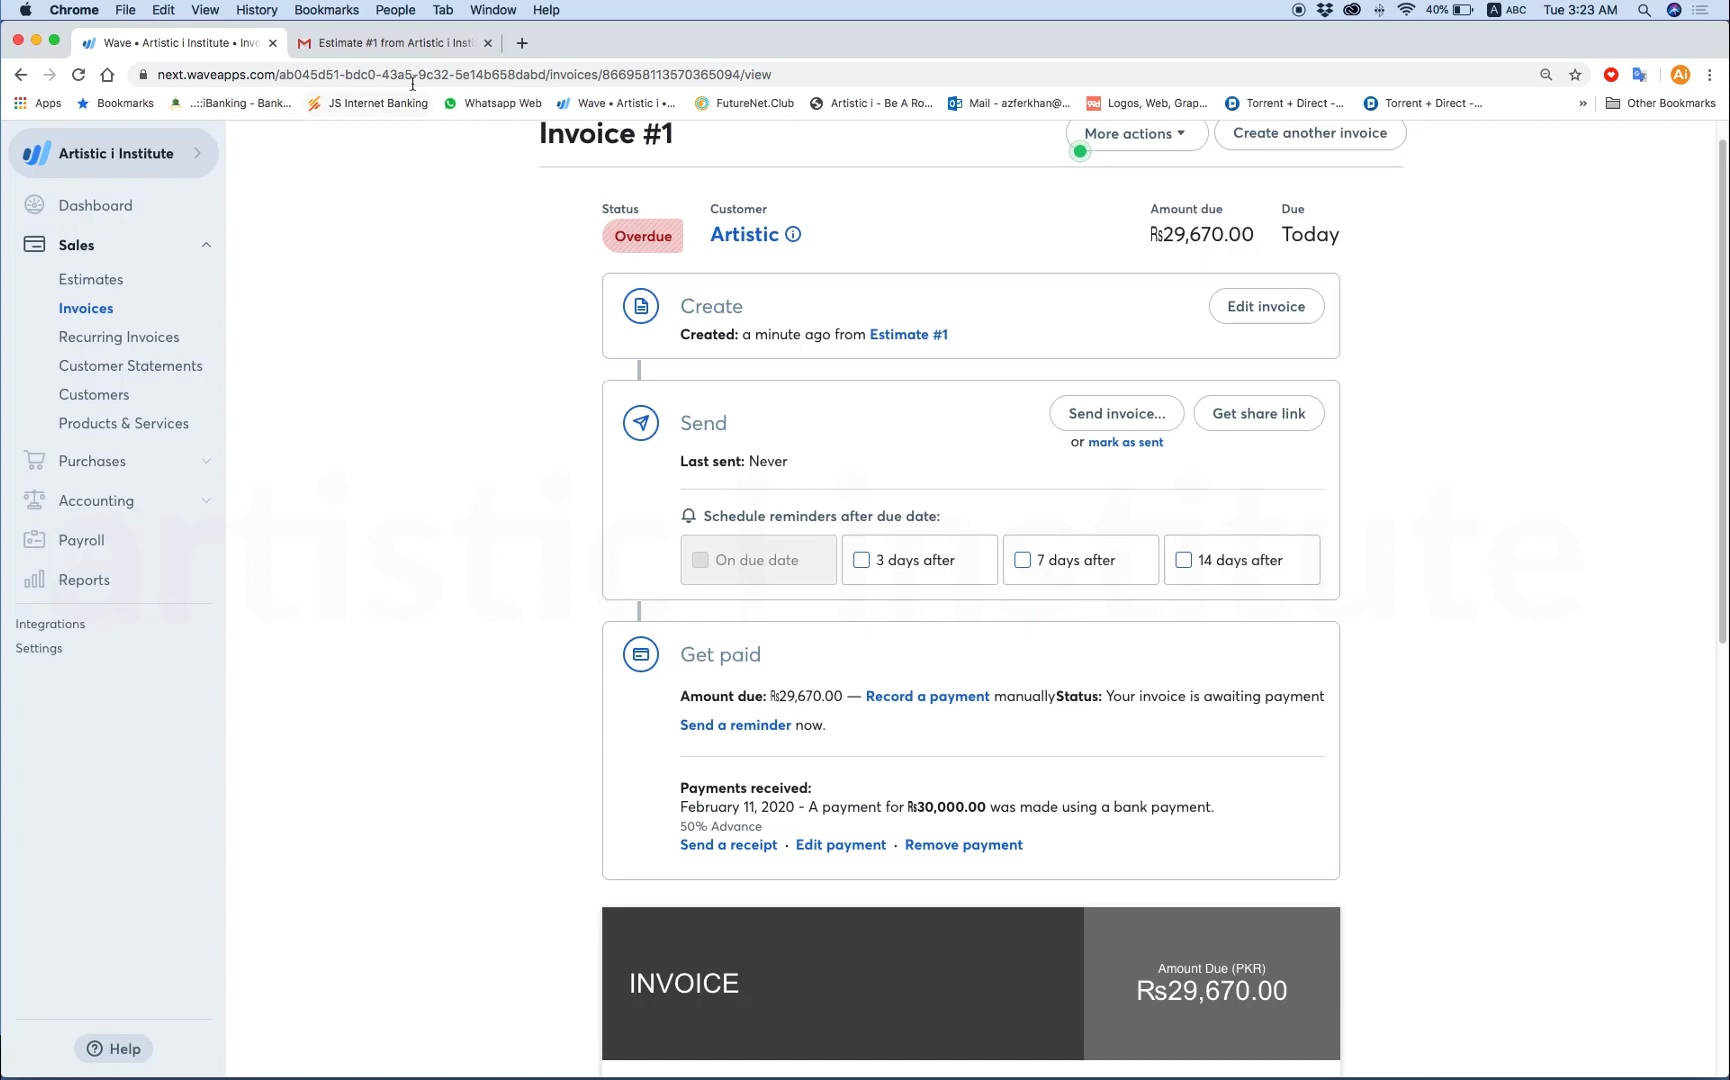 Chrome File Edit View History Bookmarks People Tab Window Help 40% A ABC Tue 3:23 AM
Wave • Artistic i Institute • Invo Estimate #1 from Artistic i Insti
next.waveapps.com/ab045d51-bdc0-43a5-9c32-5e14b658dabd/invoices/866958113570365094/view Ai
Apps Bookmarks ..::iBanking - Bank... JS Internet Banking Whatsapp Web Wave • Artistic i •... FutureNet.Club Artistic i - Be A Ro... Mail - azferkhan@... Logos, Web, Grap... Torrent + Direct -... Torrent + Direct -... » Other Bookmarks
Artistic i Institute
Dashboard
Sales
Estimates
Invoices
Recurring Invoices
Customer Statements
Customers
Products & Services
Purchases
Accounting
Payroll
Reports
Integrations
Settings
Help
Invoice #1 More actions Create another invoice
Status Customer Amount due Due
Overdue Artistic ₨29,670.00 Today
Create Edit invoice
Created: a minute ago from Estimate #1
Send Send invoice... Get share link
or mark as sent
Last sent: Never
Schedule reminders after due date:
On due date 3 days after 7 days after 14 days after
Get paid
Amount due: ₨29,670.00 — Record a payment manuallyStatus: Your invoice is awaiting payment
Send a reminder now.
Payments received:
February 11, 2020 - A payment for ₨30,000.00 was made using a bank payment.
50% Advance
Send a receipt · Edit payment · Remove payment
INVOICE
Amount Due (PKR)
₨29,670.00
artistic i institute